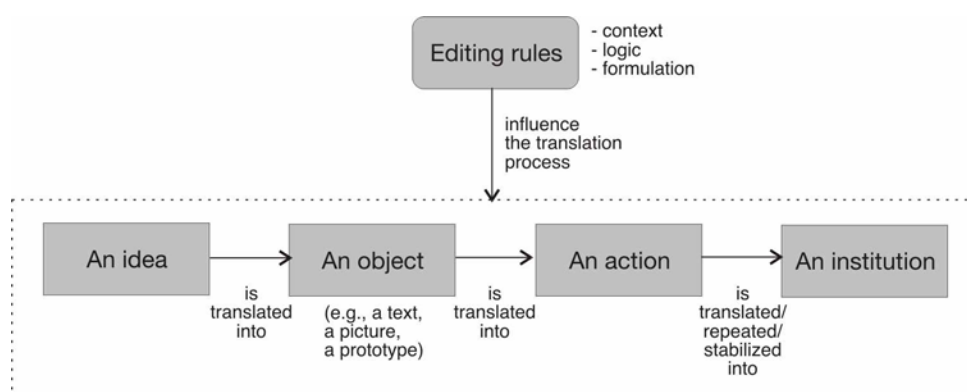 Editing rules
- context
- logic
- formulation
influence
the translation
process
An idea
is
translated
into
An object
(e.g., a text,
a picture,
a prototype)
is
translated
into
An action
is
translated/
repeated/
stabilized
into
An institution